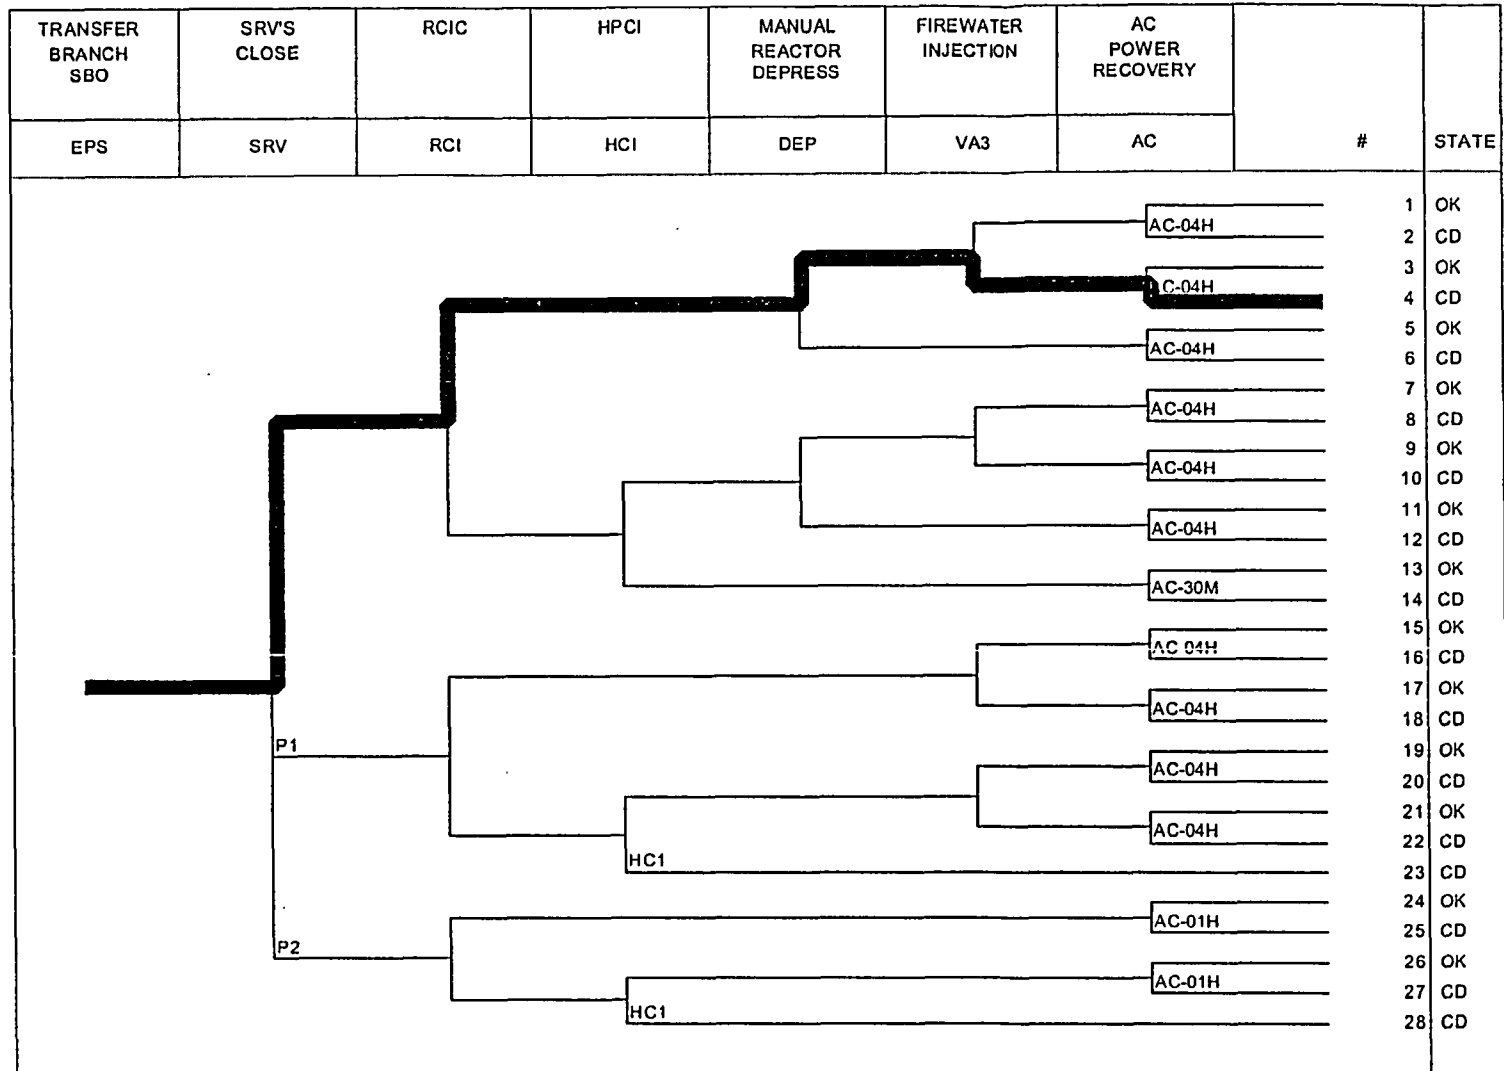 TRANSFER BRANCH SBO
SRV'S CLOSE
RCIC
HPCI
MANUAL REACTOR DEPRESS
FIREWATER INJECTION
AC POWER RECOVERY
EPS
SRV
RCI
HCI
DEP
VA3
AC
#
STATE
1 OK
AC-04H
2 CD
3 OK
C-04H
4 CD
5 OK
AC-04H
6 CD
7 OK
AC-04H
8 CD
9 OK
AC-04H
10 CD
11 OK
AC-04H
12 CD
13 OK
AC-30M
14 CD
15 OK
AC-04H
16 CD
17 OK
AC-04H
18 CD
P1
19 OK
AC-04H
20 CD
21 OK
AC-04H
22 CD
HC1
23 CD
24 OK
AC-01H
25 CD
P2
26 OK
AC-01H
27 CD
HC1
28 CD